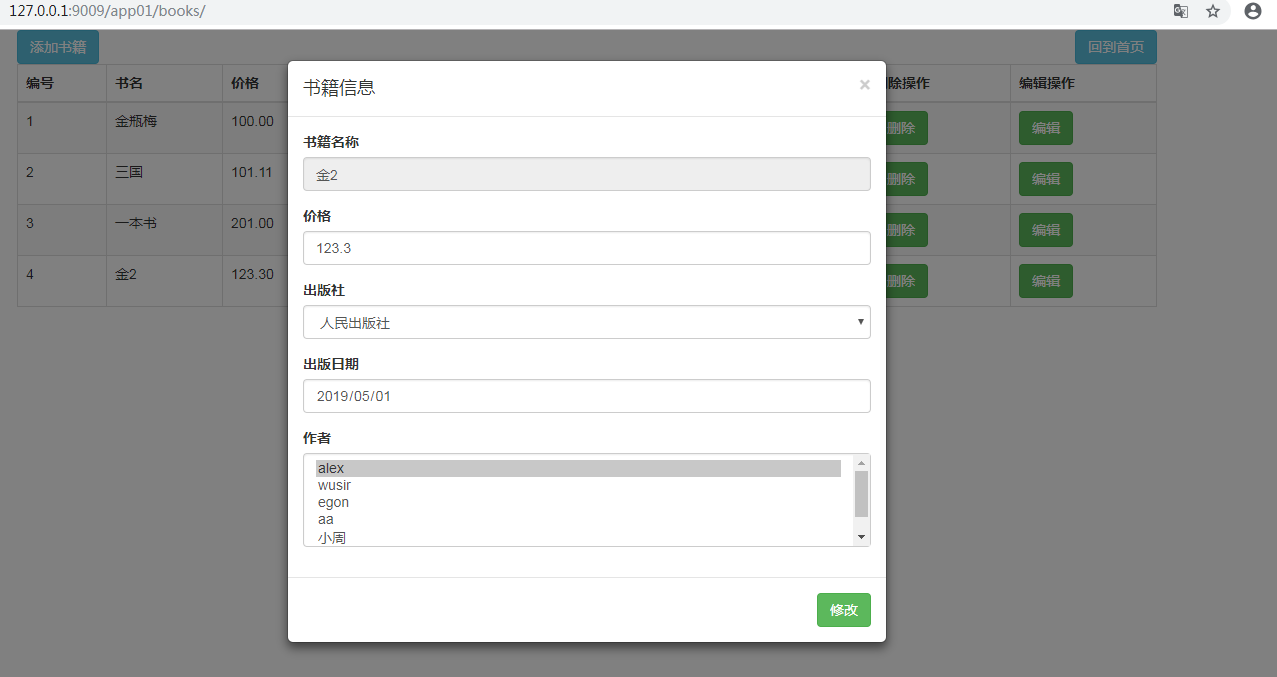 127.0.0.1:9009/app01/books/
添加书籍 回到首页
编号 书名 价格 除操作 编辑操作
1 金瓶梅 100.00 删除 编辑
2 三国 101.11 删除 编辑
3 一本书 201.00 删除 编辑
4 金2 123.30 删除 编辑
书籍信息 ×
书籍名称
金2
价格
123.3
出版社
人民出版社
出版日期
2019/05/01
作者
alex
wusir
egon
aa
小周
修改